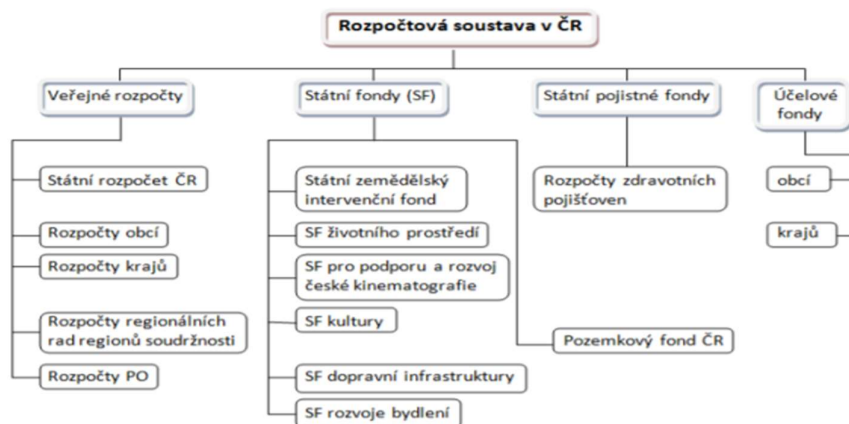 Rozpočtová soustava v ČR
Veřejné rozpočty
Státní fondy (SF)
Státní pojistné fondy
Účelové
fondy
Státní rozpočet ČR
Rozpočty obcí
Rozpočty krajů
Rozpočty regionálních
rad regionů soudržnosti
Rozpočty PO
Státní zemědělský
intervenční fond
SF životního prostředí
SF pro podporu a rozvoj
české kinematografie
SF kultury
SF dopravní infrastruktury
SF rozvoje bydlení
Pozemkový fond ČR
Rozpočty zdravotních
pojišťoven
obcí
krajů